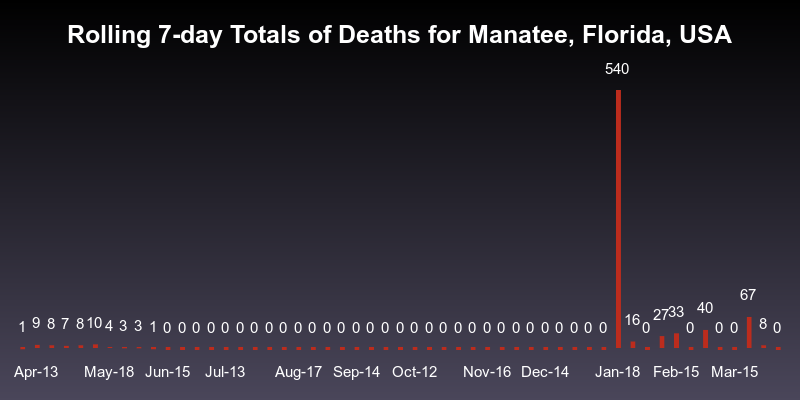 Rolling 7-day Totals of Deaths for Manatee, Florida, USA
540
1 9 8 7 8 10 4 3 3 1 0 0 0 0 0 0 0 0 0 0 0 0 0 0 0 0 0 0 0 0 0 0 0 0 0 0 0 0 0 0 0 16 0 27 33 0 40 0 0 67 8 0
Apr-13 May-18 Jun-15 Jul-13 Aug-17 Sep-14 Oct-12 Nov-16 Dec-14 Jan-18 Feb-15 Mar-15